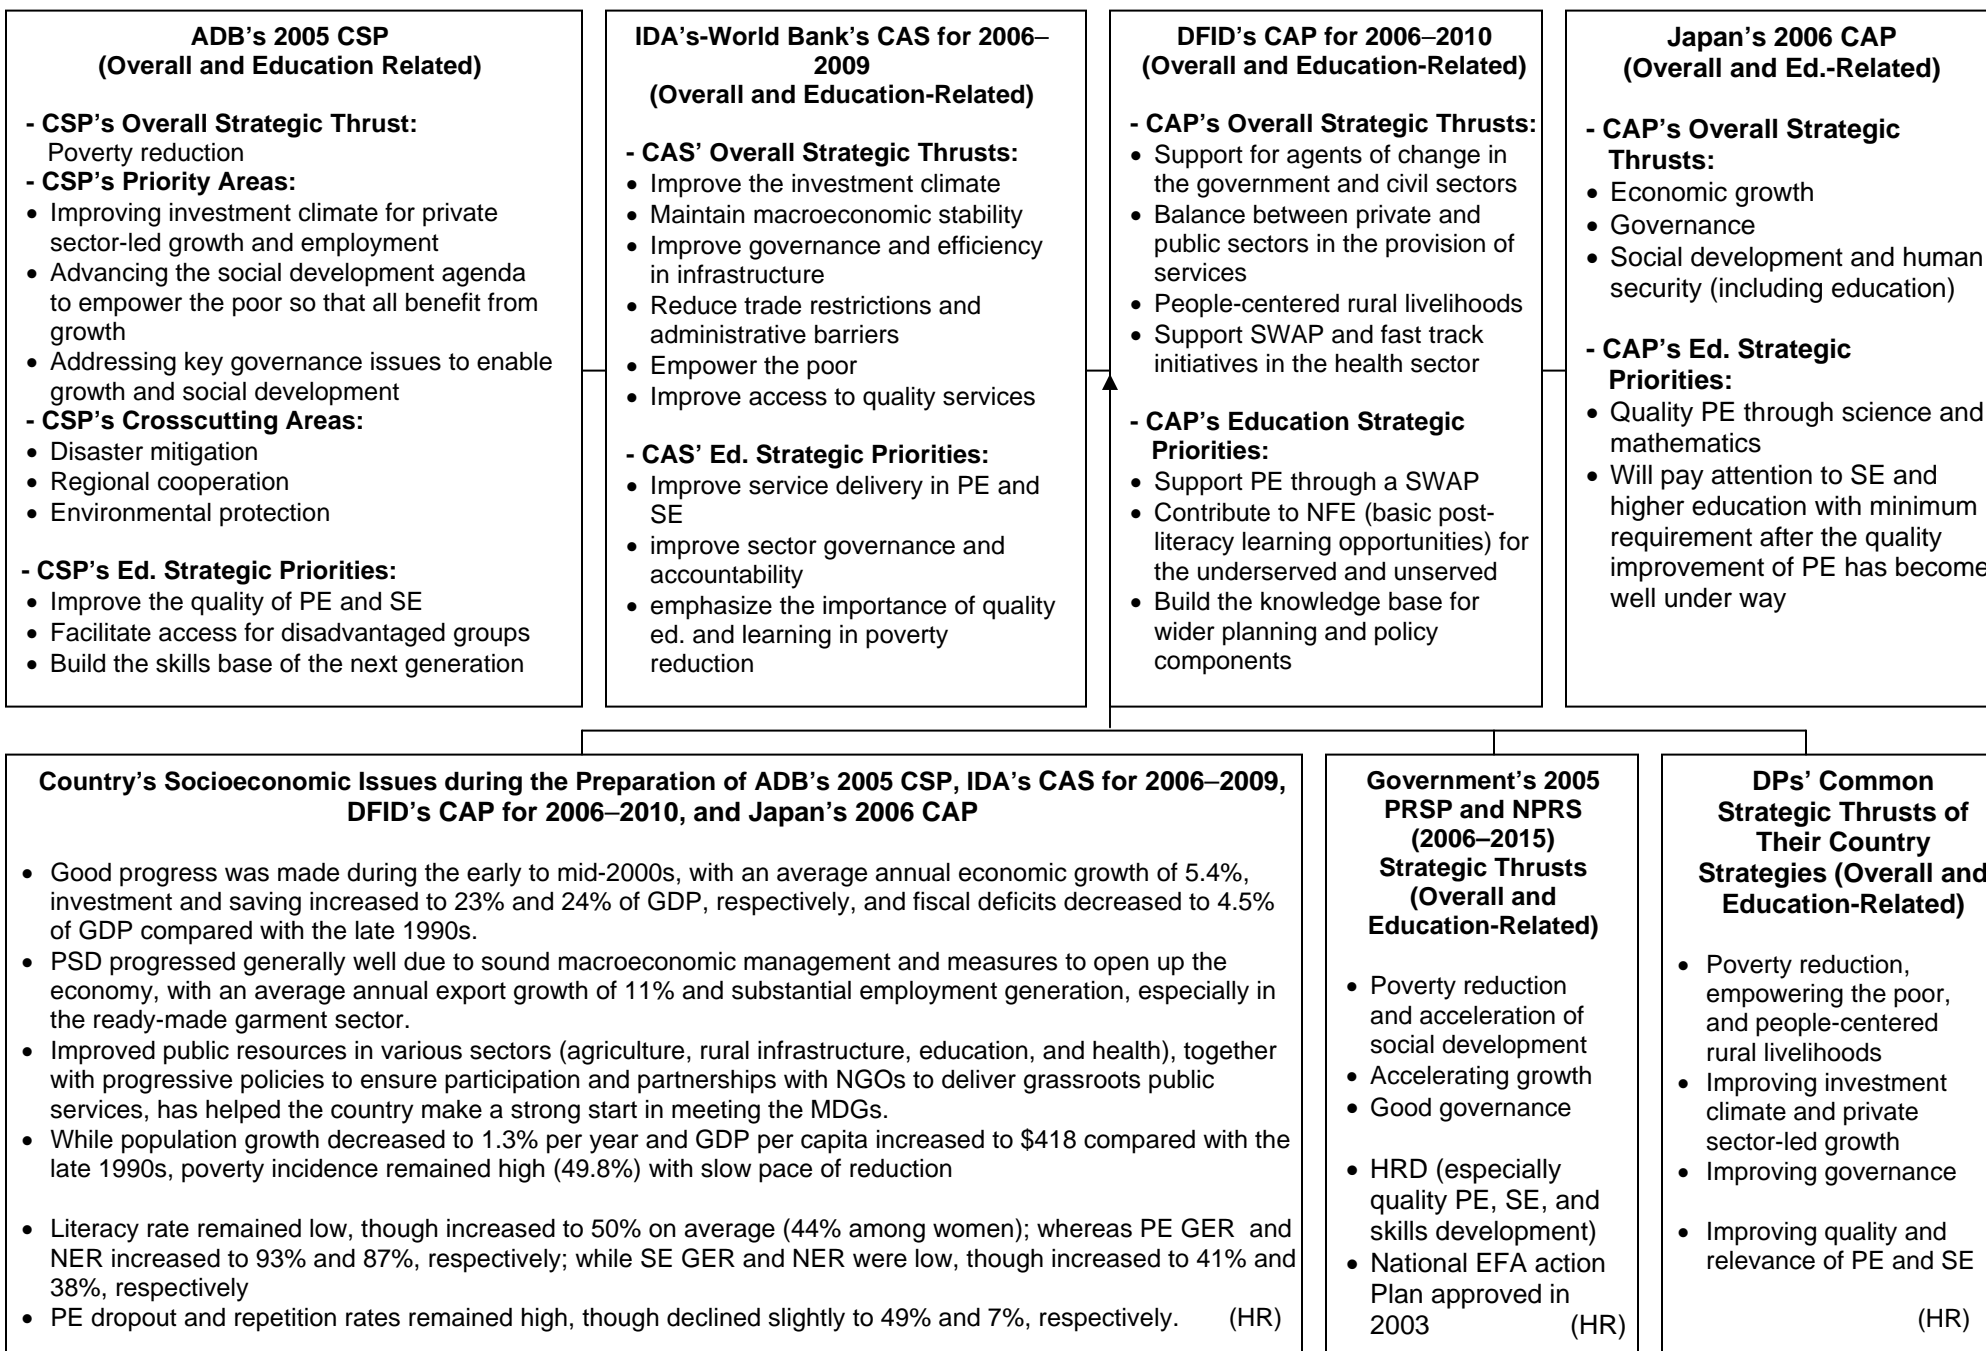 ADB’s 2005 CSP
(Overall and Education Related)
- CSP’s Overall Strategic Thrust:
Poverty reduction
- CSP’s Priority Areas:
• Improving investment climate for private
sector-led growth and employment
• Advancing the social development agenda
to empower the poor so that all benefit from
growth
• Addressing key governance issues to enable
growth and social development
- CSP’s Crosscutting Areas:
• Disaster mitigation
• Regional cooperation
• Environmental protection
- CSP’s Ed. Strategic Priorities:
• Improve the quality of PE and SE
• Facilitate access for disadvantaged groups
• Build the skills base of the next generation
IDA’s-World Bank’s CAS for 2006–
2009
(Overall and Education-Related)
- CAS’ Overall Strategic Thrusts:
• Improve the investment climate
• Maintain macroeconomic stability
• Improve governance and efficiency
in infrastructure
• Reduce trade restrictions and
administrative barriers
• Empower the poor
• Improve access to quality services
- CAS’ Ed. Strategic Priorities:
• Improve service delivery in PE and
SE
• improve sector governance and
accountability
• emphasize the importance of quality
ed. and learning in poverty
reduction
DFID’s CAP for 2006–2010
(Overall and Education-Related)
- CAP’s Overall Strategic Thrusts:
• Support for agents of change in
the government and civil sectors
• Balance between private and
public sectors in the provision of
services
• People-centered rural livelihoods
• Support SWAP and fast track
initiatives in the health sector
- CAP’s Education Strategic
Priorities:
• Support PE through a SWAP
• Contribute to NFE (basic post-
literacy learning opportunities) for
the underserved and unserved
• Build the knowledge base for
wider planning and policy
components
Japan’s 2006 CAP
(Overall and Ed.-Related)
- CAP’s Overall Strategic
Thrusts:
• Economic growth
• Governance
• Social development and human
security (including education)
- CAP’s Ed. Strategic
Priorities:
• Quality PE through science and
mathematics
• Will pay attention to SE and
higher education with minimum
requirement after the quality
improvement of PE has become
well under way
Country’s Socioeconomic Issues during the Preparation of ADB’s 2005 CSP, IDA’s CAS for 2006–2009,
DFID’s CAP for 2006–2010, and Japan’s 2006 CAP
• Good progress was made during the early to mid-2000s, with an average annual economic growth of 5.4%,
investment and saving increased to 23% and 24% of GDP, respectively, and fiscal deficits decreased to 4.5%
of GDP compared with the late 1990s.
• PSD progressed generally well due to sound macroeconomic management and measures to open up the
economy, with an average annual export growth of 11% and substantial employment generation, especially in
the ready-made garment sector.
• Improved public resources in various sectors (agriculture, rural infrastructure, education, and health), together
with progressive policies to ensure participation and partnerships with NGOs to deliver grassroots public
services, has helped the country make a strong start in meeting the MDGs.
• While population growth decreased to 1.3% per year and GDP per capita increased to $418 compared with the
late 1990s, poverty incidence remained high (49.8%) with slow pace of reduction
• Literacy rate remained low, though increased to 50% on average (44% among women); whereas PE GER and
NER increased to 93% and 87%, respectively; while SE GER and NER were low, though increased to 41% and
38%, respectively
• PE dropout and repetition rates remained high, though declined slightly to 49% and 7%, respectively. (HR)
Government’s 2005
PRSP and NPRS
(2006–2015)
Strategic Thrusts
(Overall and
Education-Related)
• Poverty reduction
and acceleration of
social development
• Accelerating growth
• Good governance
• HRD (especially
quality PE, SE, and
skills development)
• National EFA action
Plan approved in
2003 (HR)
DPs’ Common
Strategic Thrusts of
Their Country
Strategies (Overall and
Education-Related)
• Poverty reduction,
empowering the poor,
and people-centered
rural livelihoods
• Improving investment
climate and private
sector-led growth
• Improving governance
• Improving quality and
relevance of PE and SE
(HR)